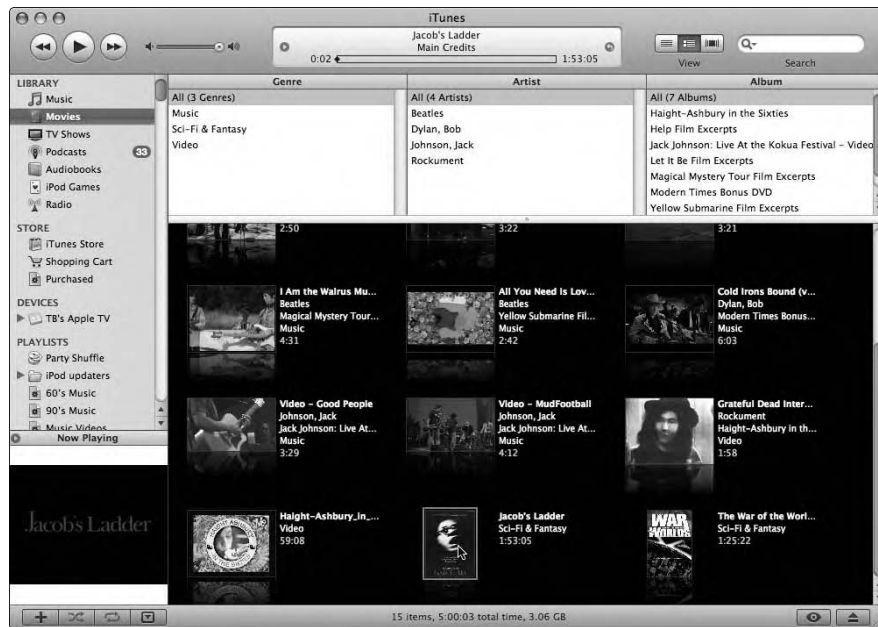 iTunes
Jacob's Ladder
Main Credits
0:02
1:53:05
View
Search
LIBRARY
Music
Movies
TV Shows
Podcasts 33
Audiobooks
iPod Games
Radio
STORE
iTunes Store
Shopping Cart
Purchased
DEVICES
TB's Apple TV
PLAYLISTS
Party Shuffle
iPod updaters
60's Music
90's Music
Music Videos
Now Playing
Jacob's Ladder
Genre
All (3 Genres)
Music
Sci-Fi & Fantasy
Video
Artist
All (4 Artists)
Beatles
Dylan, Bob
Johnson, Jack
Rockument
Album
All (7 Albums)
Haight-Ashbury in the Sixties
Help Film Excerpts
Jack Johnson: Live At the Kokua Festival - Video
Let It Be Film Excerpts
Magical Mystery Tour Film Excerpts
Modern Times Bonus DVD
Yellow Submarine Film Excerpts
2:50
3:22
3:21
I Am the Walrus Mu...
Beatles
Magical Mystery Tour...
Music
4:31
All You Need Is Lov...
Beatles
Yellow Submarine Fil...
Music
2:42
Cold Irons Bound (v...
Dylan, Bob
Modern Times Bonus...
Music
6:03
Video - Good People
Johnson, Jack
Jack Johnson: Live At...
Music
3:29
Video - MudFootball
Johnson, Jack
Jack Johnson: Live At...
Music
4:12
Grateful Dead Inter...
Rockument
Haight-Ashbury in th...
Video
1:58
Haight-Ashbury_in_...
Video
59:08
Jacob's Ladder
Sci-Fi & Fantasy
1:53:05
WAR
WORLDS
The War of the Worl...
Sci-Fi & Fantasy
1:25:22
15 items, 5:00:03 total time, 3.06 GB